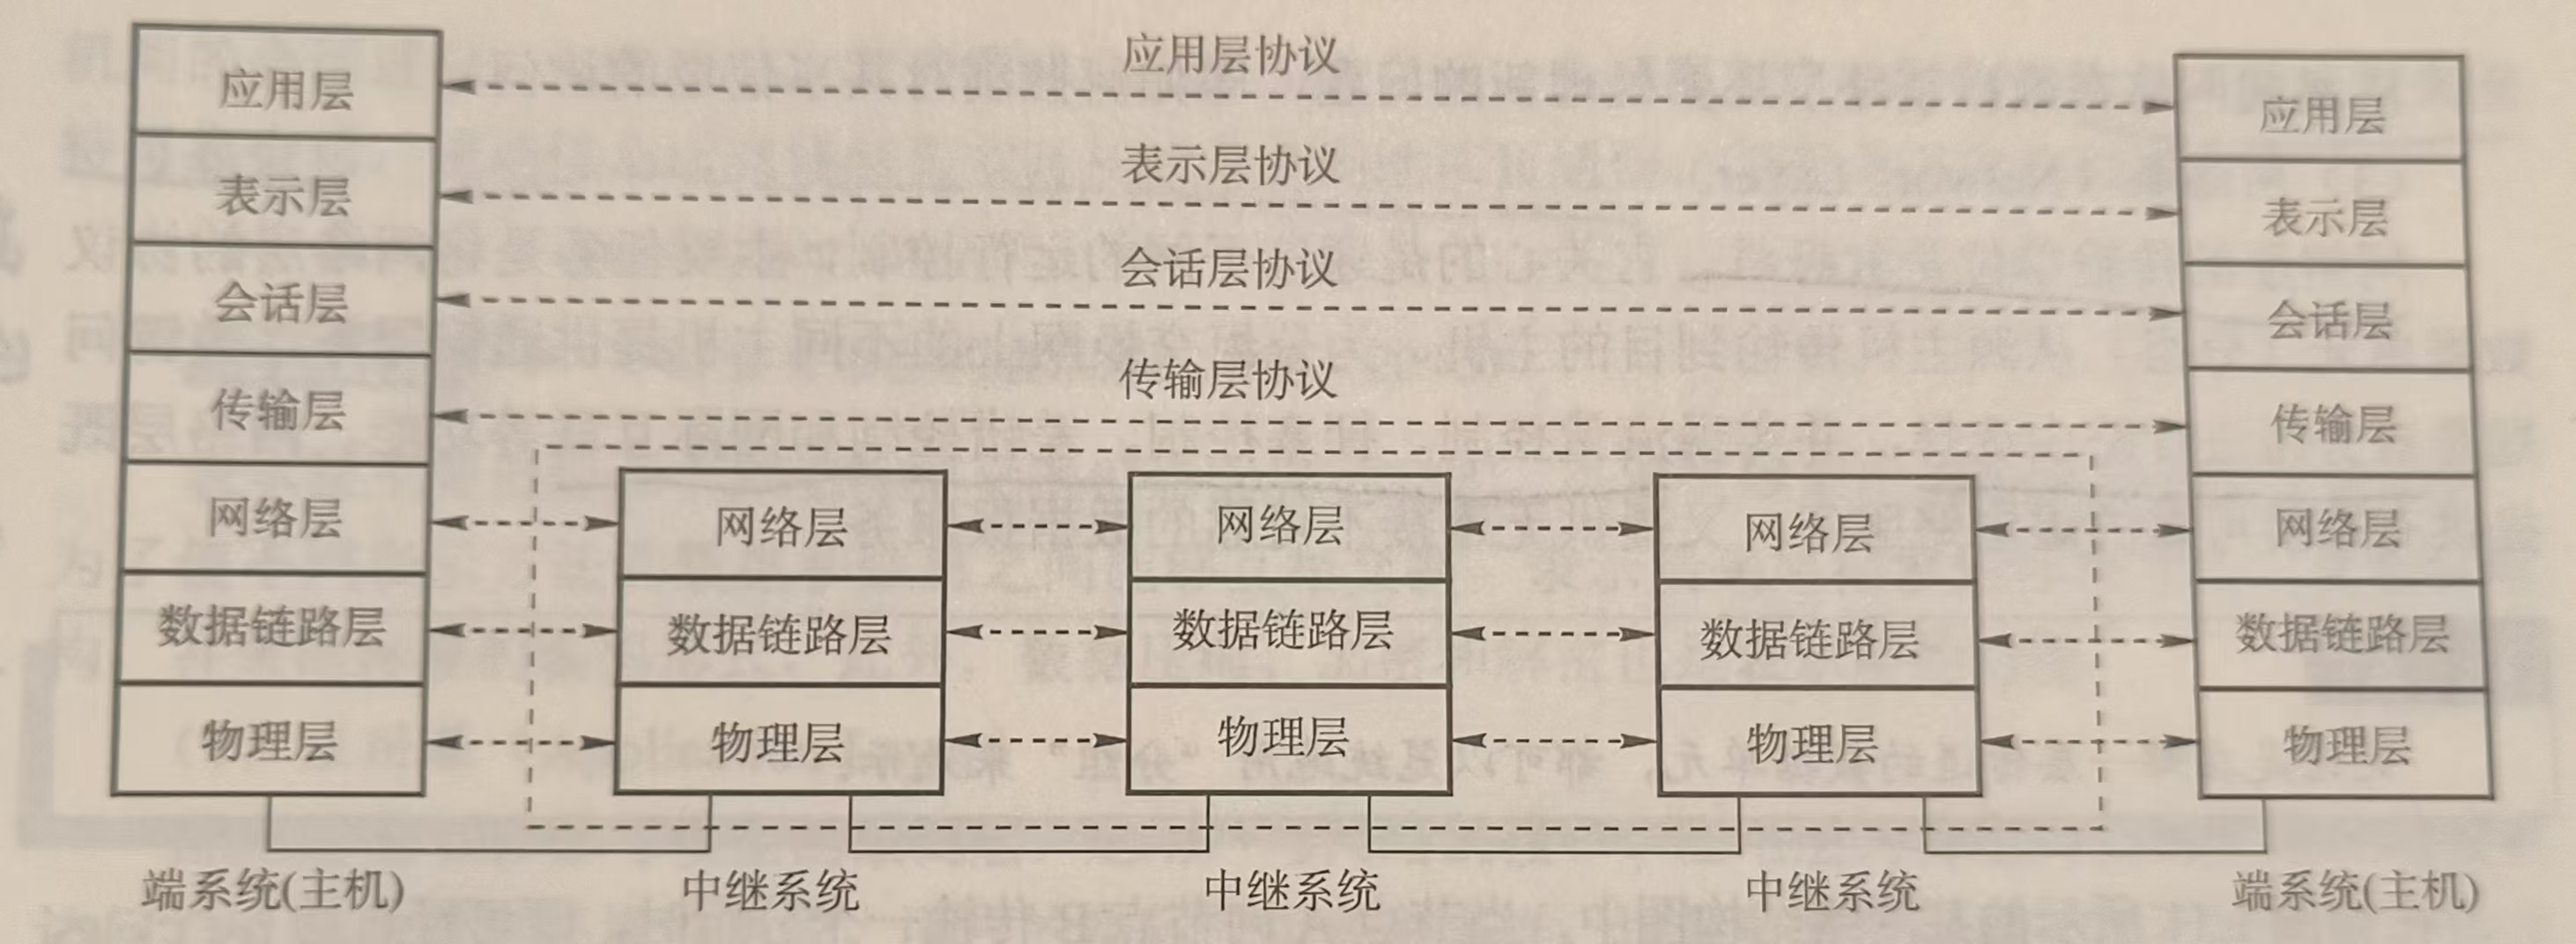 应用层协议
表示层协议
会话层协议
传输层协议
应用层
表示层
会话层
传输层
网络层
数据链路层
物理层
网络层
数据链路层
物理层
网络层
数据链路层
物理层
网络层
数据链路层
物理层
应用层
表示层
会话层
传输层
网络层
数据链路层
物理层
端系统(主机)
中继系统
中继系统
中继系统
端系统(主机)